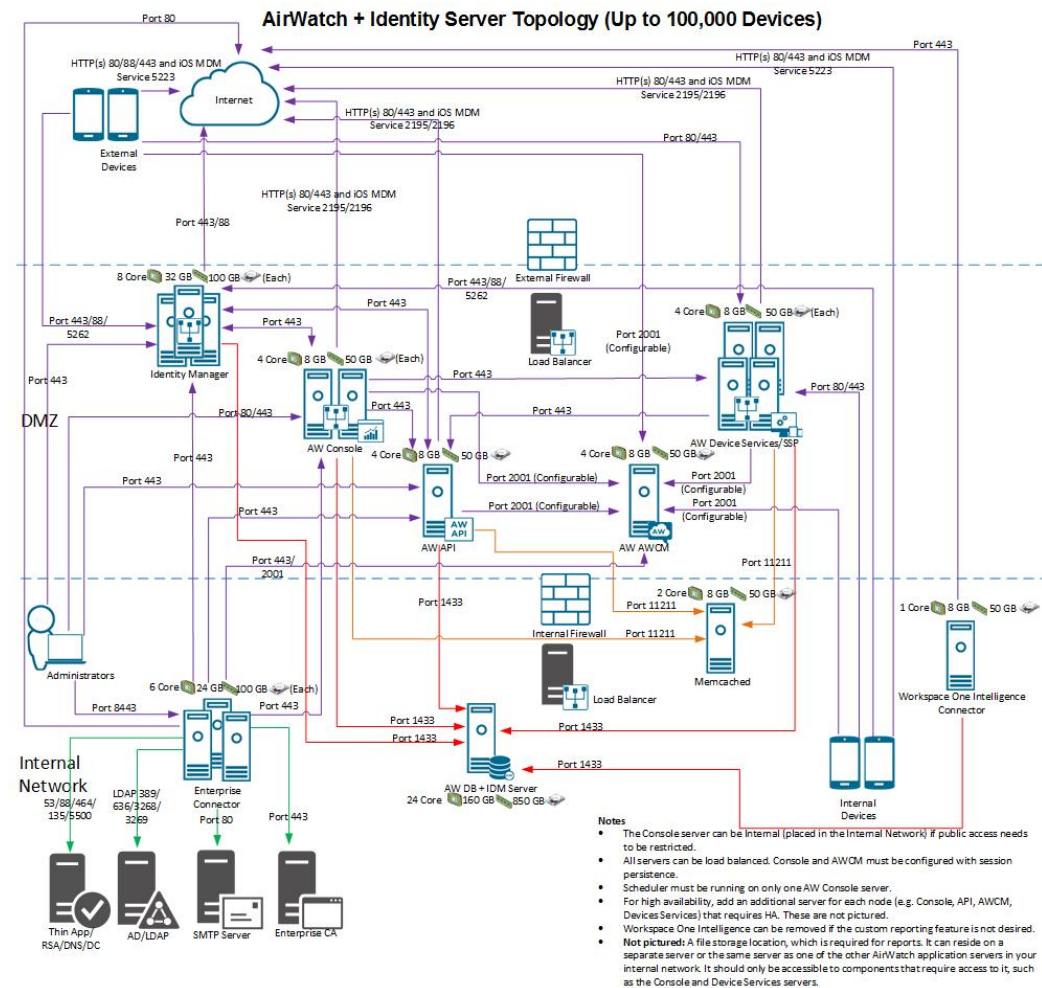 AirWatch + Identity Server Topology (Up to 100,000 Devices)
Port 80
Port 443
HTTP(s) 80/88/443 and iOS MDM
Service 5223
HTTP(s) 80/443 and iOS MDM
Service 5223
Internet
HTTP(s) 80/443 and iOS MDM
Service 2195/2196
HTTP(s) 80/443 and iOS MDM
Service 2195/2196
External
Devices
Port 80/443
HTTP(s) 80/443 and iOS MDM
Service 2195/2196
Port 443/88
External Firewall
8 Core 32 GB 100 GB (Each)
Port 443/88/
5262
Port 443
4 Core 8 GB 50 GB (Each)
Port 443/88/
5262
Port 443
Port 2001
(Configurable)
Load Balancer
Identity Manager
4 Core 8 GB 50 GB (Each)
Port 443
Port 443
Port 80/443
DMZ
Port 80/443
Port 443
Port 443
AW Console
AW Device Services/SSP
Port 443
4 Core 8 GB 50 GB
4 Core 8 GB 50 GB
Port 443
Port 2001 (Configurable)
Port 2001
(Configurable)
Port 443
Port 2001 (Configurable)
Port 2001
(Configurable)
AW
API
AW
AW API
AW AWCM
Port 443/
2001
Port 11211
Port 1433
2 Core 8 GB 50 GB
Port 11211
1 Core 8 GB 50 GB
Internal Firewall
Port 11211
Administrators
Memcached
6 Core 24 GB 100 GB (Each)
Load Balancer
Workspace One Intelligence
Connector
Port 8443
Port 443
Port 1433
Port 1433
Port 1433
Internal
Network
Enterprise
Connector
AW DB + IDM Server
24 Core 160 GB 850 GB
Internal
Devices
53/88/464/
135/5500
LDAP 389/
636/3268/
3269
Port 80
Port 443
Thin App/
RSA/DNS/DC
AD/LDAP
SMTP Server
Enterprise CA
Notes
• The Console server can be Internal (placed in the Internal Network) if public access needs
to be restricted.
• All servers can be load balanced. Console and AWCM must be configured with session
persistence.
• Scheduler must be running on only one AW Console server.
• For high availability, add an additional server for each node (e.g. Console, API, AWCM,
Devices Services) that requires HA. These are not pictured.
• Workspace One Intelligence can be removed if the custom reporting feature is not desired.
• Not pictured: A file storage location, which is required for reports. It can reside on a
separate server or the same server as one of the other AirWatch application servers in your
internal network. It should only be accessible to components that require access to it, such
as the Console and Device Services servers.